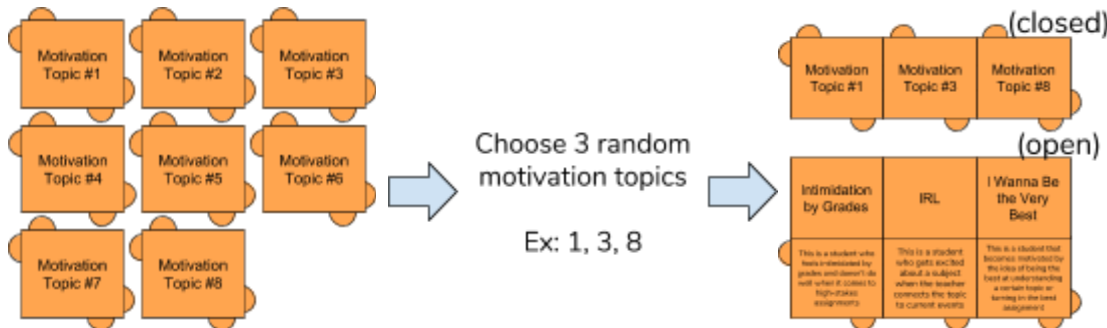 Motivation
Topic #1
Motivation
Topic #2
Motivation
Topic #3
Motivation
Topic #4
Motivation
Topic #5
Motivation
Topic #6
Motivation
Topic #7
Motivation
Topic #8
Choose 3 random
motivation topics
Ex: 1, 3, 8
(closed)
Motivation
Topic #1
Motivation
Topic #3
Motivation
Topic #8
(open)
Intimidation
by Grades
IRL
I Wanna Be
the Very
Best
This is a student who
feels intimidated by
grades and doesn't do
well when it comes to
high-stakes
assignments
This is a student
who gets excited
about a subject
when the teacher
connects the topic
to current events
This is a student that
becomes motivated by
the idea of being the
best at understanding
a certain topic or
turning in the best
assignment